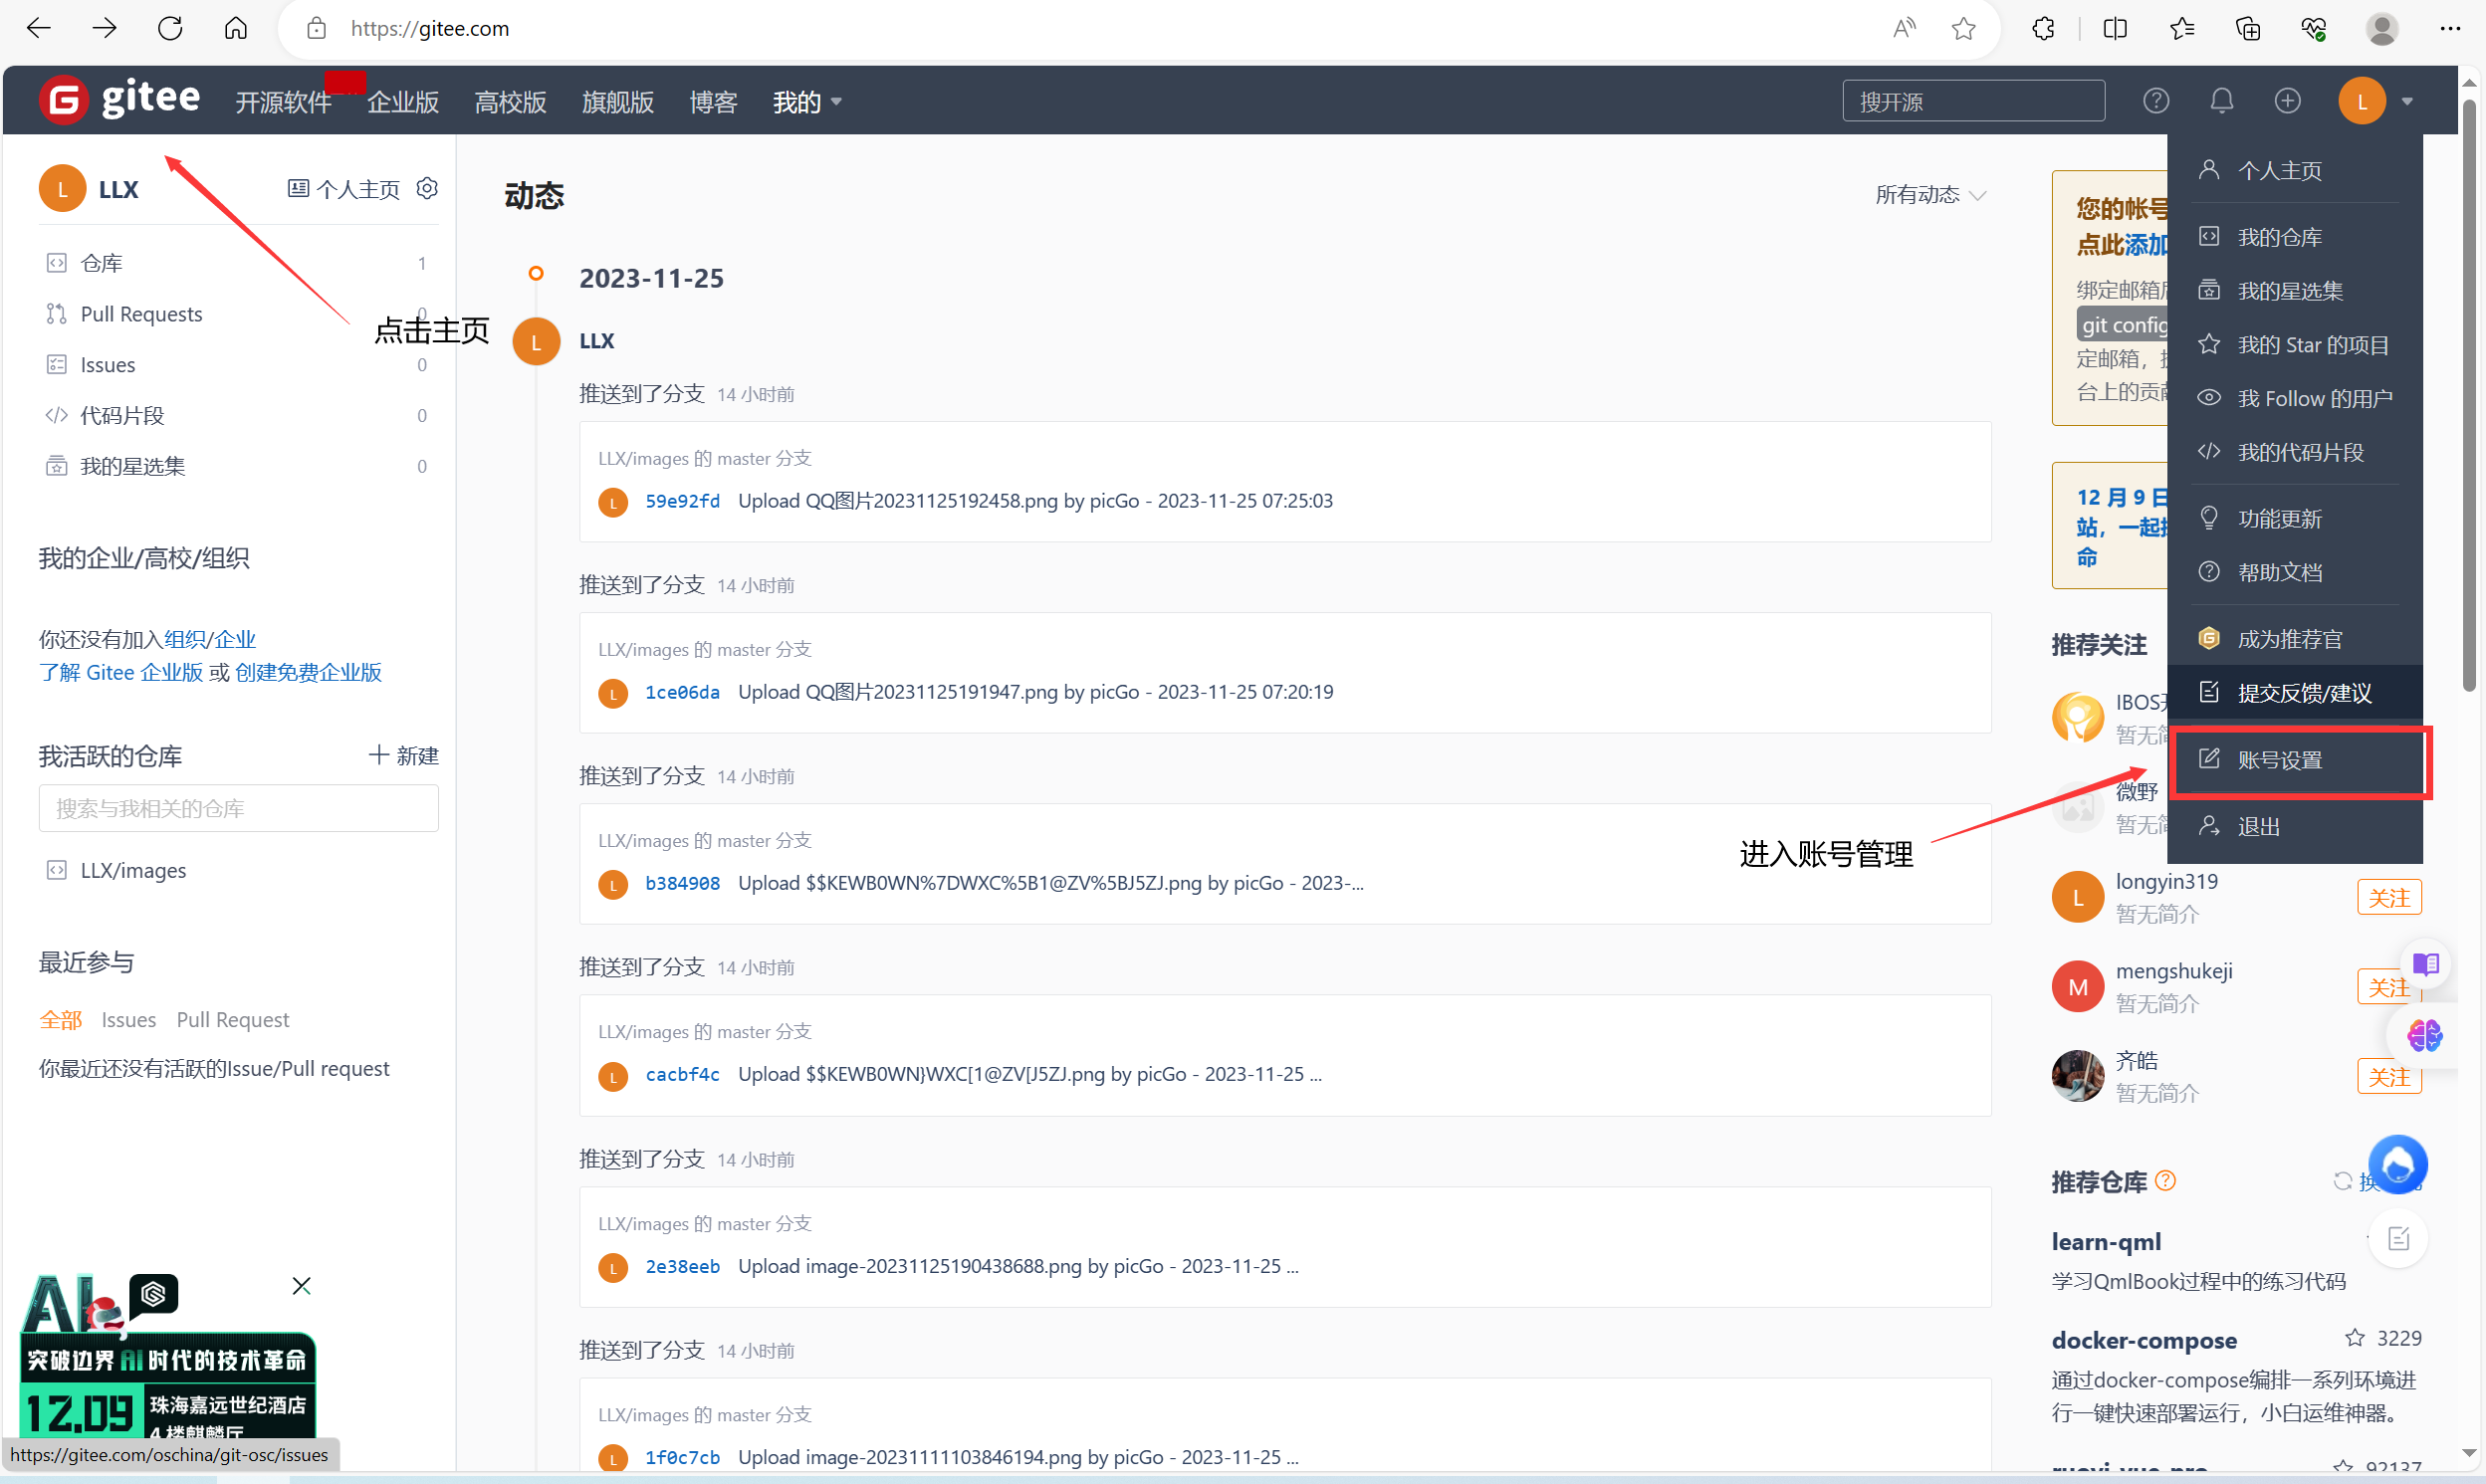 https://gitee.com
gitee
开源软件
企业版
高校版
旗舰版
博客
我的
搜开源
L
L
LLX
个人主页
仓库 1
Pull Requests 0
Issues 0
代码片段 0
我的星选集 0
点击主页
我的企业/高校/组织
你还没有加入组织/企业
了解 Gitee 企业版 或 创建免费企业版
我活跃的仓库
新建
搜索与我相关的仓库
LLX/images
最近参与
全部 Issues Pull Request
你最近还没有活跃的Issue/Pull request
AI
突破边界 AI 时代的技术革命
12.09
珠海嘉远世纪酒店
4 楼麒麟厅
https://gitee.com/oschina/git-osc/issues
动态
所有动态
2023-11-25
L
LLX
推送到了分支 14 小时前
LLX/images 的 master 分支
L 59e92fd Upload QQ图片20231125192458.png by picGo - 2023-11-25 07:25:03
推送到了分支 14 小时前
LLX/images 的 master 分支
L 1ce06da Upload QQ图片20231125191947.png by picGo - 2023-11-25 07:20:19
推送到了分支 14 小时前
LLX/images 的 master 分支
L b384908 Upload $$KEWB0WN%7DWXC%5B1@ZV%5BJ5ZJ.png by picGo - 2023-...
推送到了分支 14 小时前
LLX/images 的 master 分支
L cacbf4c Upload $$KEWB0WN}WXC[1@ZV[J5ZJ.png by picGo - 2023-11-25 ...
推送到了分支 14 小时前
LLX/images 的 master 分支
L 2e38eeb Upload image-20231125190438688.png by picGo - 2023-11-25 ...
推送到了分支 14 小时前
LLX/images 的 master 分支
L 1f0c7cb Upload image-20231111103846194.png by picGo - 2023-11-25 ...
进入账号管理
您的帐号
点此添加
绑定邮箱
git config
定邮箱，
台上的贡
12 月 9 日
站，一起
命
推荐关注
IBOS
暂无
微野
暂无
L
longyin319
暂无简介
关注
M
mengshukeji
暂无简介
关注
齐皓
暂无简介
关注
推荐仓库
换
learn-qml
学习QmlBook过程中的练习代码
docker-compose 3229
通过docker-compose编排一系列环境进
行一键快速部署运行，小白运维神器。
ruoyi-vue-pro 92137
个人主页
我的仓库
我的星选集
我的 Star 的项目
我 Follow 的用户
我的代码片段
功能更新
帮助文档
成为推荐官
提交反馈/建议
账号设置
退出